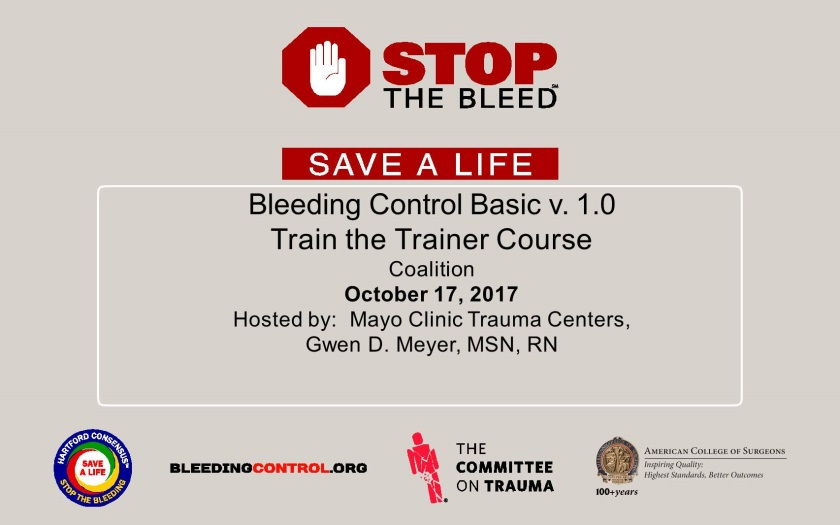 STOP
THE BLEED℠
SAVE A LIFE
Bleeding Control Basic v. 1.0
Train the Trainer Course
Coalition
October 17, 2017
Hosted by:  Mayo Clinic Trauma Centers,
Gwen D. Meyer, MSN, RN
HARTFORD CONSENSUS
SAVE
A LIFE
STOP THE BLEEDING
BLEEDINGCONTROL.ORG
THE
COMMITTEE
ON TRAUMA
AMERICAN COLLEGE OF SURGEONS
Inspiring Quality:
Highest Standards, Better Outcomes
100+years